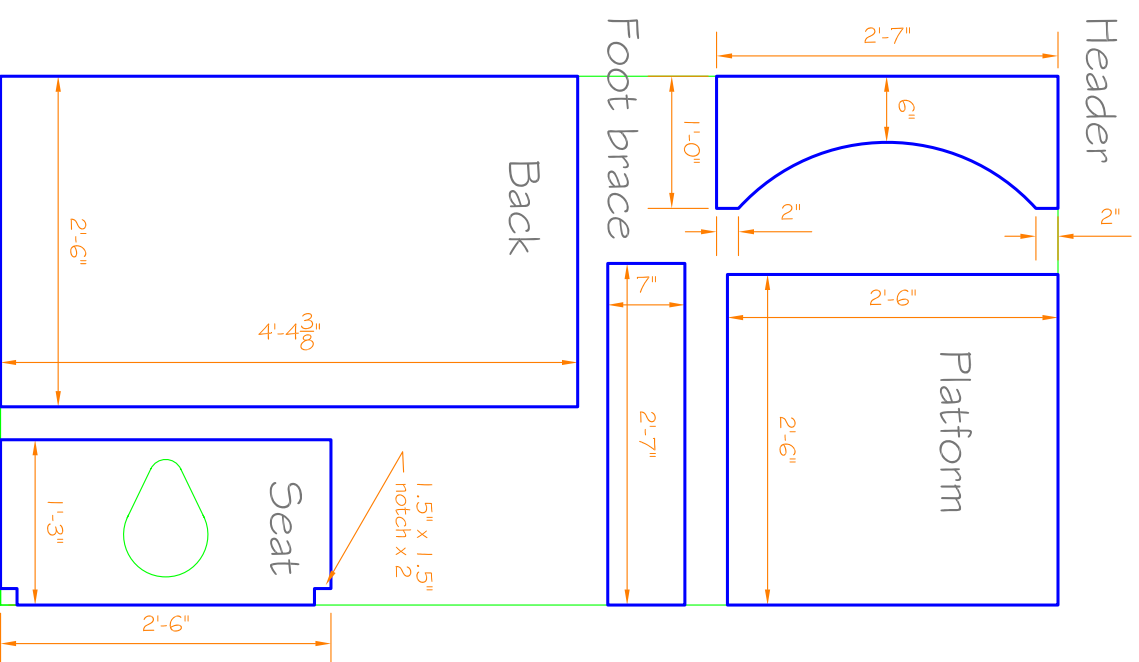 Header
2'-7"
6"
1'-0"
2"
2"
Foot brace
7"
2'-7"
Platform
2'-6"
2'-6"
Back
2'-6"
4'-4 3/8"
Seat
1'-3"
2'-6"
1.5" x 1.5"
notch x 2